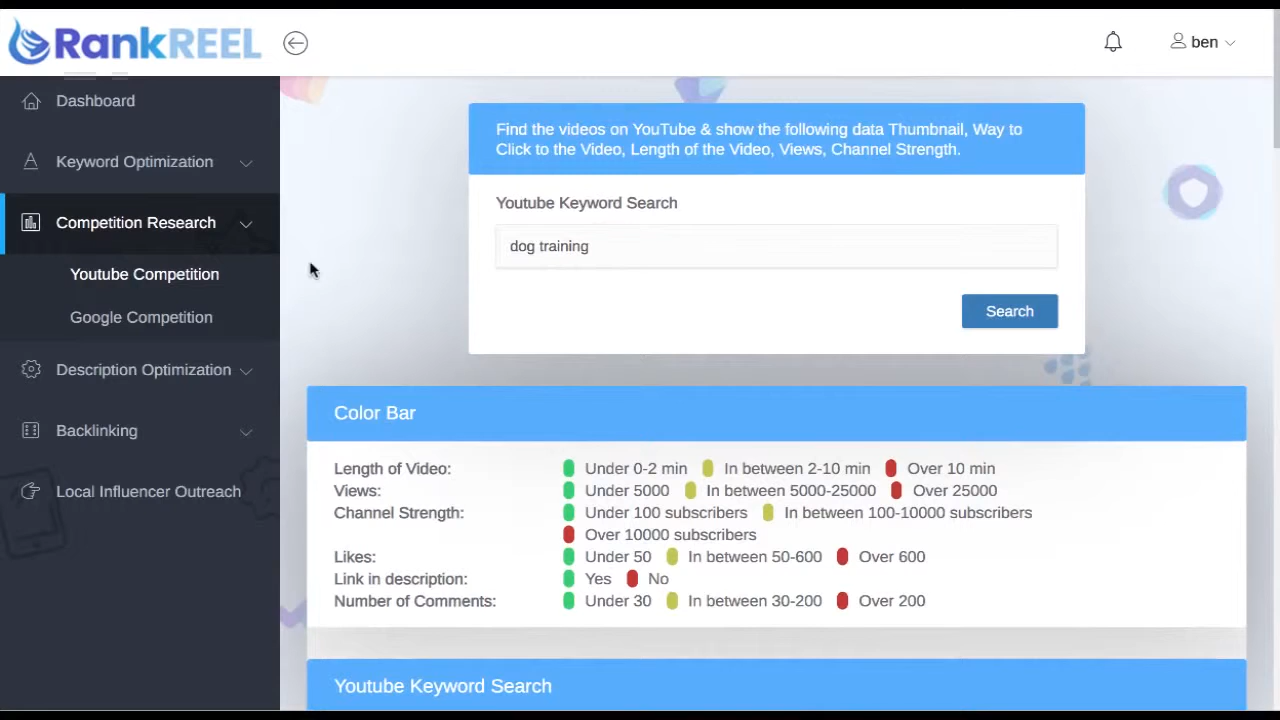 RankREEL
ben
Dashboard
Keyword Optimization
Competition Research
Youtube Competition
Google Competition
Description Optimization
Backlinking
Local Influencer Outreach
Find the videos on YouTube & show the following data Thumbnail, Way to
Click to the Video, Length of the Video, Views, Channel Strength.
Youtube Keyword Search
dog training
Search
Color Bar
Length of Video: Under 0-2 min In between 2-10 min Over 10 min
Views: Under 5000 In between 5000-25000 Over 25000
Channel Strength: Under 100 subscribers In between 100-10000 subscribers
Over 10000 subscribers
Likes: Under 50 In between 50-600 Over 600
Link in description: Yes No
Number of Comments: Under 30 In between 30-200 Over 200
Youtube Keyword Search